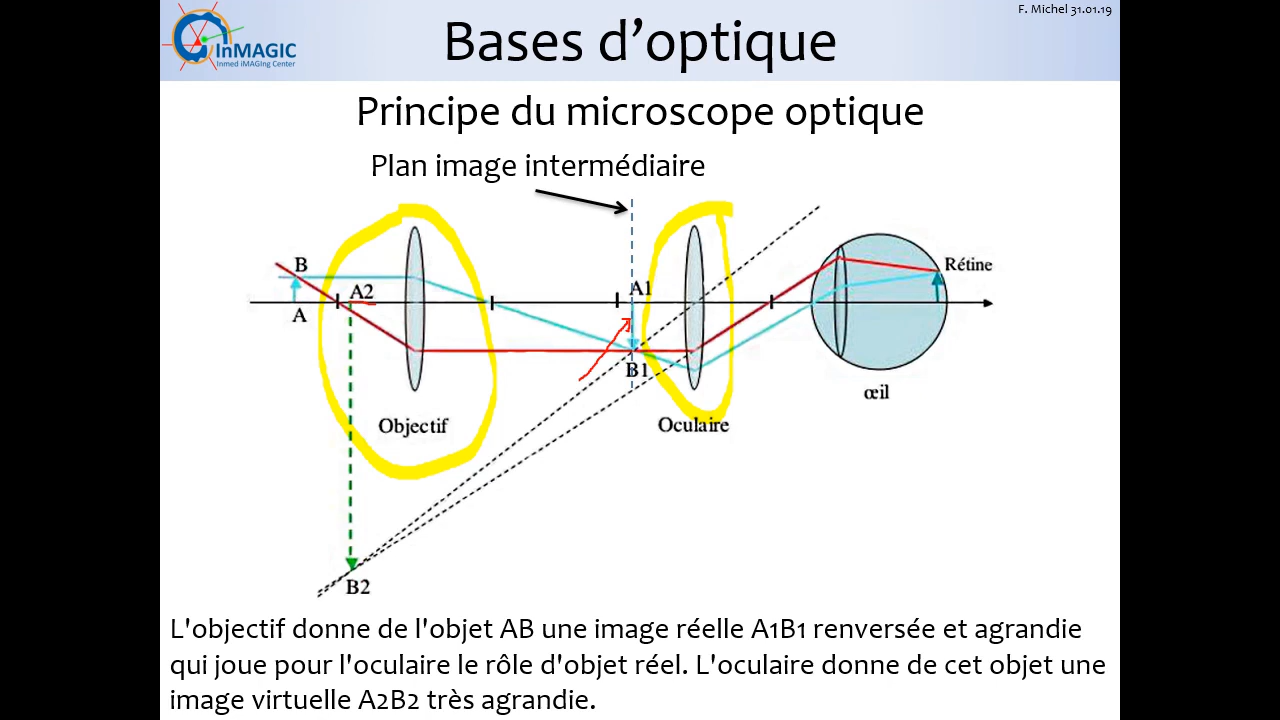 F. Michel 31.01.19
InMAGIC
Inmed iMAGIng Center
Bases d’optique
Principe du microscope optique
Plan image intermédiaire
B
A2
A1
Rétine
A
B1
œil
Objectif
Oculaire
B2
L'objectif donne de l'objet AB une image réelle A1B1 renversée et agrandie
qui joue pour l'oculaire le rôle d'objet réel. L'oculaire donne de cet objet une
image virtuelle A2B2 très agrandie.